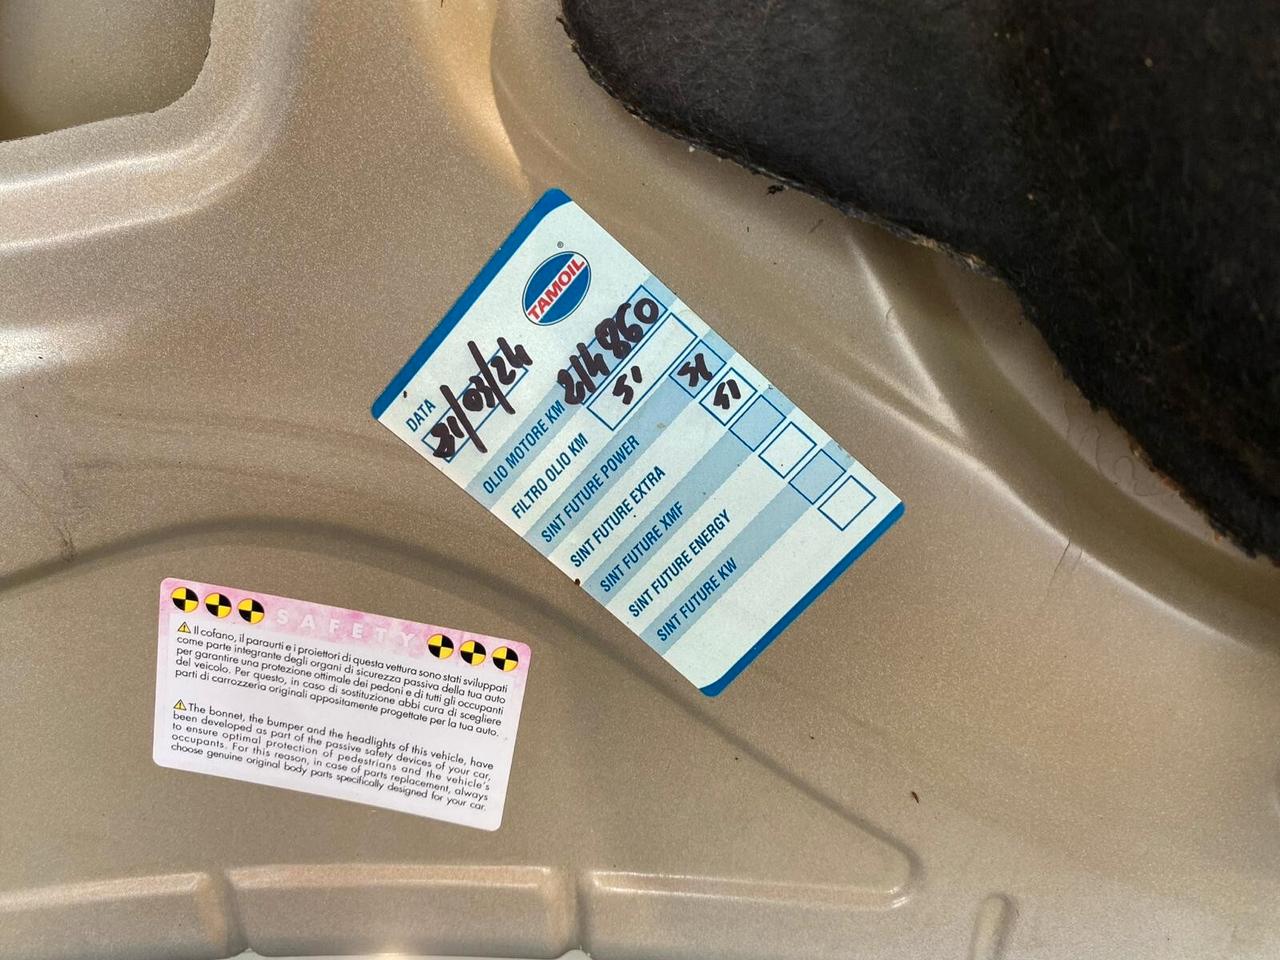 TAMOIL
®
DATA
OLIO MOTORE KM 214 860
FILTRO OLIO KM SI
SINT FUTURE POWER
SINT FUTURE EXTRA SI
SINT FUTURE XMF
SINT FUTURE ENERGY
SINT FUTURE KW
SAFETY
Il cofano, il paraurti e i proiettori di questa vettura sono stati sviluppati
come parte integrante degli organi di sicurezza passiva della tua auto
per garantire una protezione ottimale dei pedoni e di tutti gli occupanti
del veicolo. Per questo, in caso di sostituzione abbi cura di scegliere
parti di carrozzeria originali appositamente progettate per la tua auto.
The bonnet, the bumper and the headlights of this vehicle, have
been developed as part of the passive safety devices of your car,
to ensure optimal protection of pedestrians and the vehicle's
occupants. For this reason, in case of parts replacement, always
choose genuine original body parts specifically designed for your car.